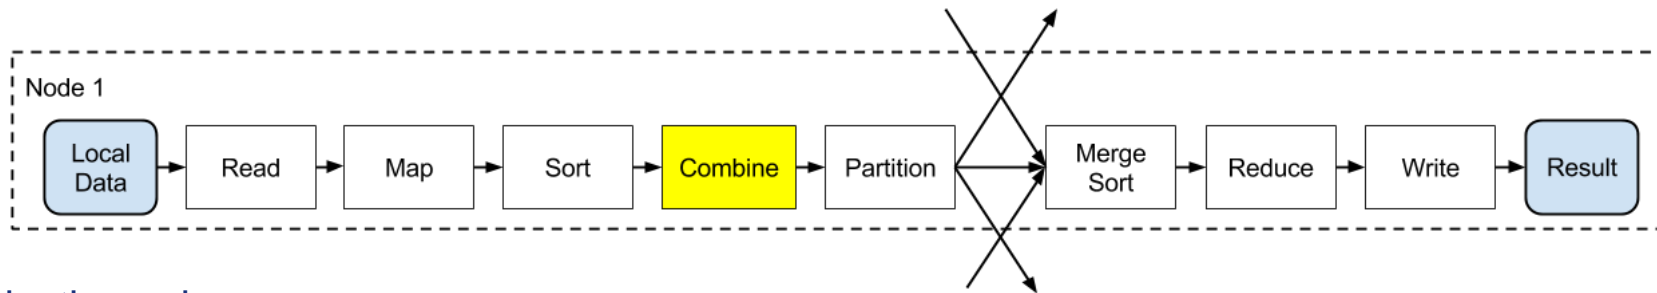 Node 1
Local
Data
Read
Map
Sort
Combine
Partition
Merge
Sort
Reduce
Write
Result